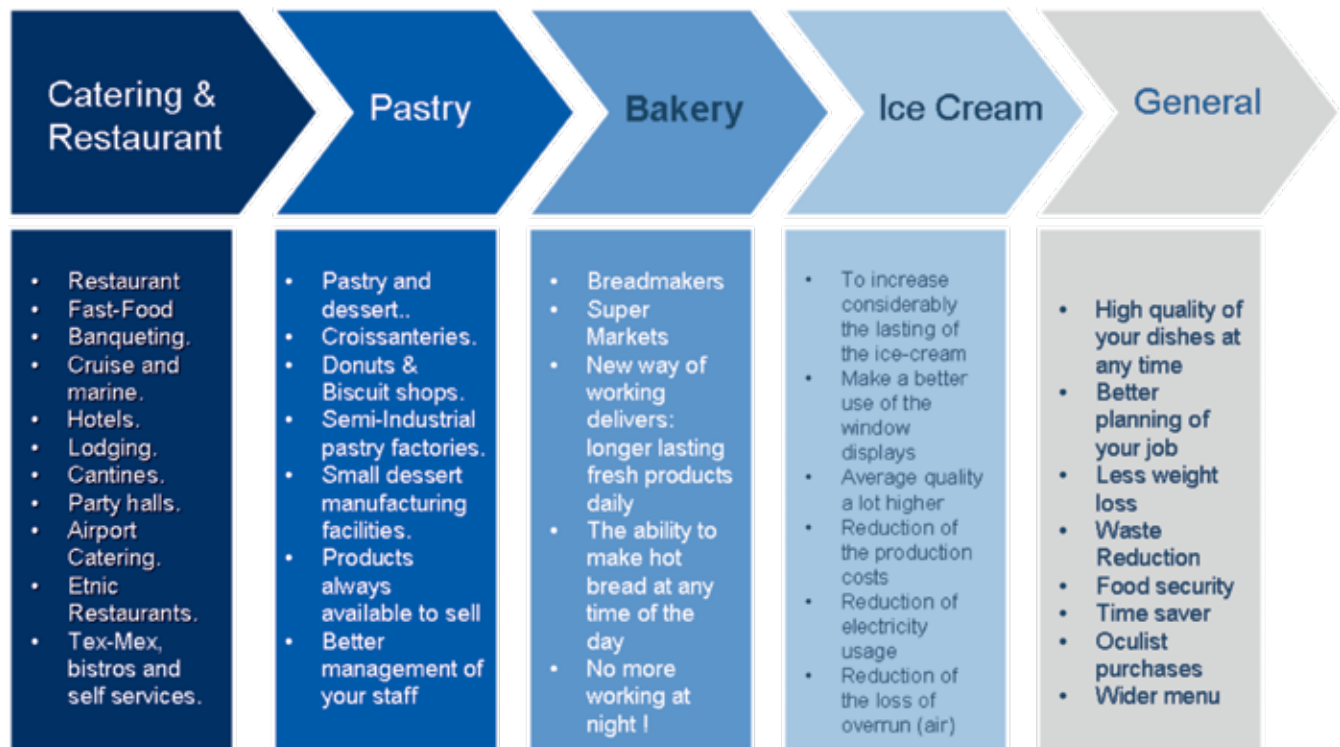 Catering &
Restaurant
Pastry
Bakery
Ice Cream
General
• Restaurant
• Fast-Food
• Banqueting.
• Cruise and
marine.
• Hotels.
• Lodging.
• Cantines.
• Party halls.
• Airport
Catering.
• Etnic
Restaurants.
• Tex-Mex,
bistros and
self services.
• Pastry and
dessert..
• Croissanteries.
• Donuts &
Biscuit shops.
• Semi-Industrial
pastry factories.
• Small dessert
manufacturing
facilities.
• Products
always
available to sell
• Better
management of
your staff
• Breadmakers
• Super
Markets
• New way of
working
delivers:
longer lasting
fresh products
daily
• The ability to
make hot
bread at any
time of the
day
• No more
working at
night !
• To increase
considerably
the lasting of
the ice-cream
• Make a better
use of the
window
displays
• Average quality
a lot higher
• Reduction of
the production
costs
• Reduction of
electricity
usage
• Reduction of
the loss of
overrun (air)
• High quality of
your dishes at
any time
• Better
planning of
your job
• Less weight
loss
• Waste
Reduction
• Food security
• Time saver
• Oculist
purchases
• Wider menu